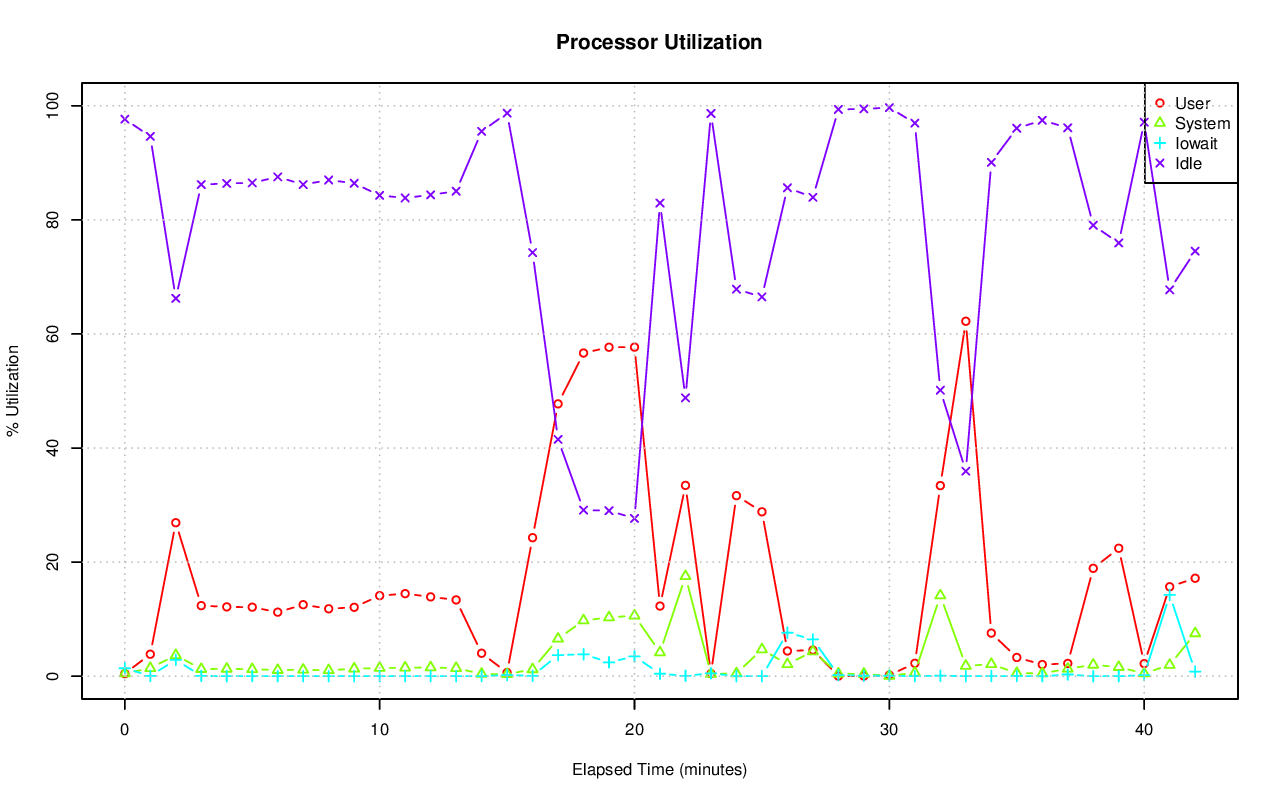 Processor Utilization
100
80
60
40
20
0
% Utilization
User
System
Iowait
Idle
0 10 20 30 40
Elapsed Time (minutes)